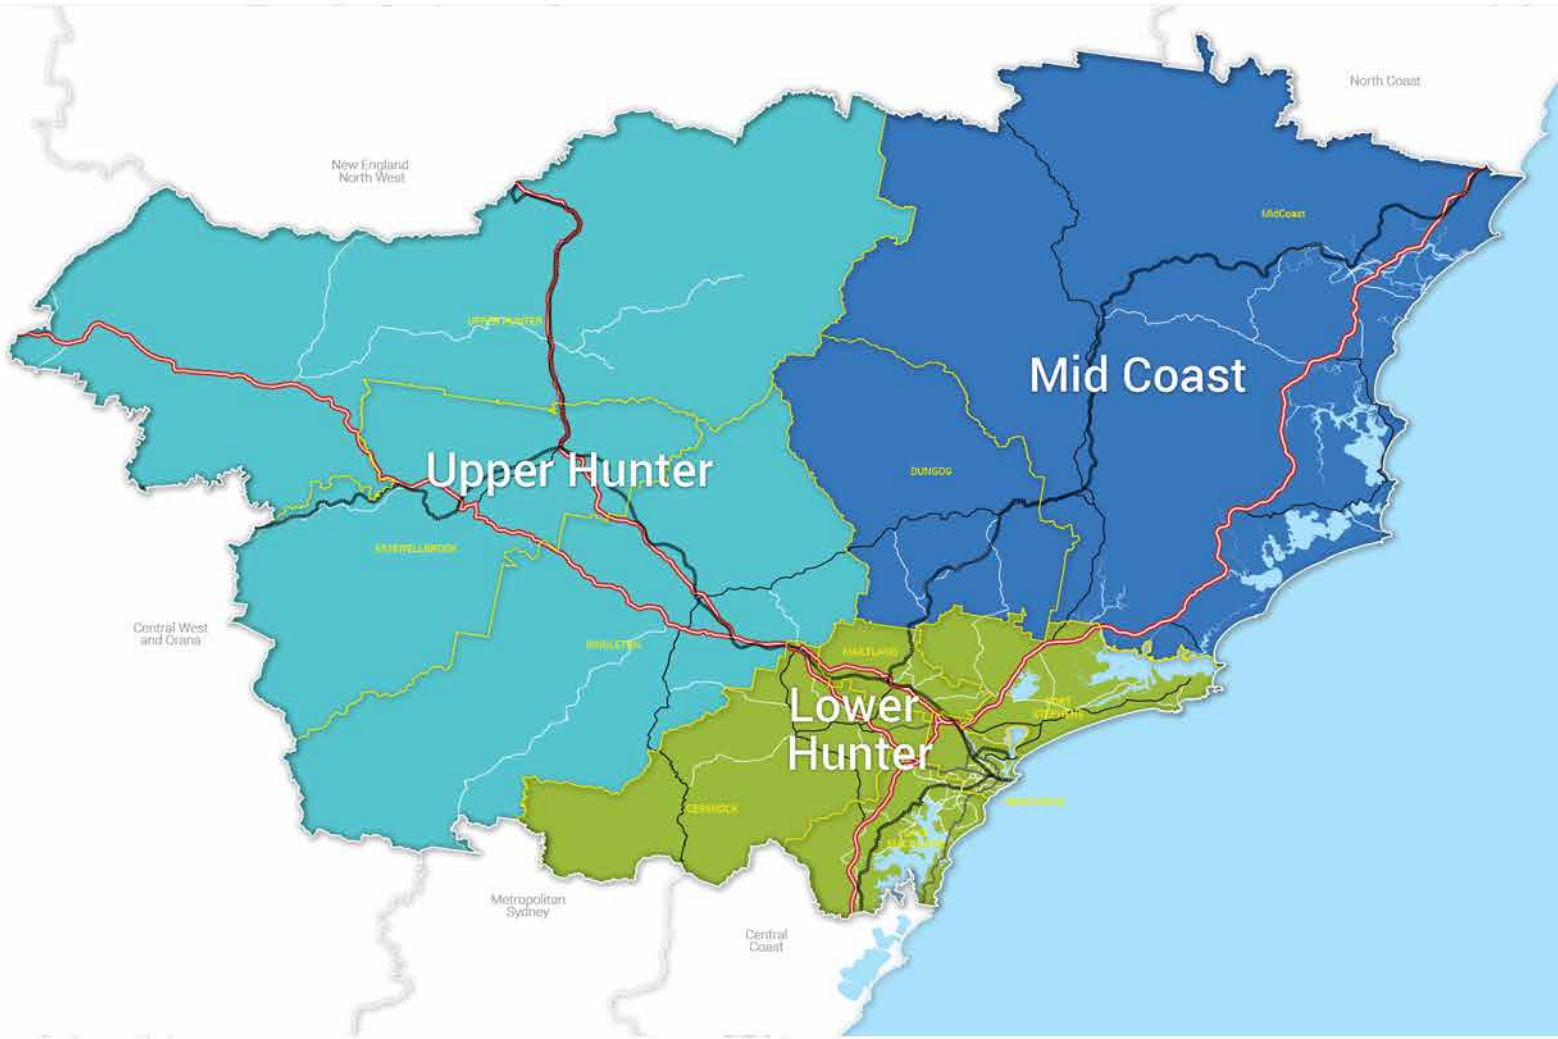 North Coast
New England
North West
MidCoast
UPPER HUNTER
Mid Coast
Upper Hunter
DUNGOG
MUSWELLBROOK
Central West
and Orana
SINGLETON
MAITLAND
Lower
Hunter
PORT
STEPHENS
CESSNOCK
Metropolitan
Sydney
Central
Coast